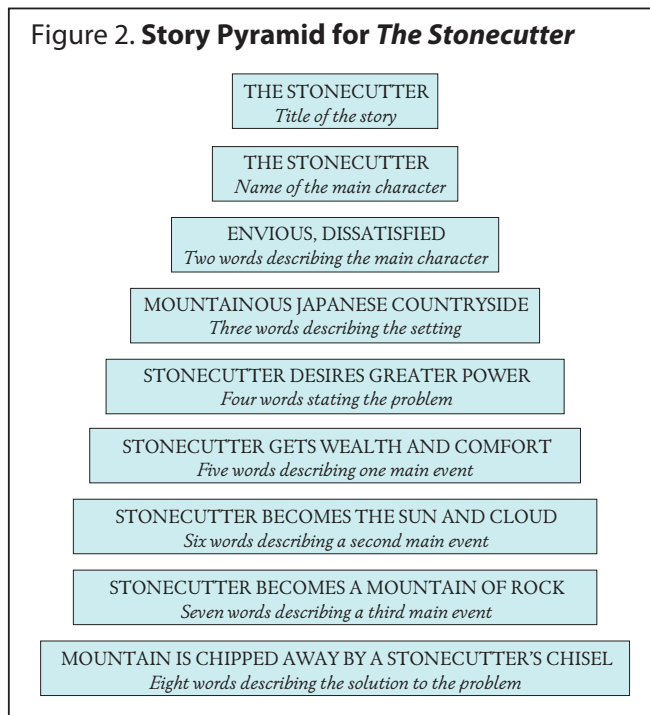 Figure 2. Story Pyramid for The Stonecutter
THE STONECUTTER
Title of the story
THE STONECUTTER
Name of the main character
ENVIOUS, DISSATISFIED
Two words describing the main character
MOUNTAINOUS JAPANESE COUNTRYSIDE
Three words describing the setting
STONECUTTER DESIRES GREATER POWER
Four words stating the problem
STONECUTTER GETS WEALTH AND COMFORT
Five words describing one main event
STONECUTTER BECOMES THE SUN AND CLOUD
Six words describing a second main event
STONECUTTER BECOMES A MOUNTAIN OF ROCK
Seven words describing a third main event
MOUNTAIN IS CHIPPED AWAY BY A STONECUTTER’S CHISEL
Eight words describing the solution to the problem